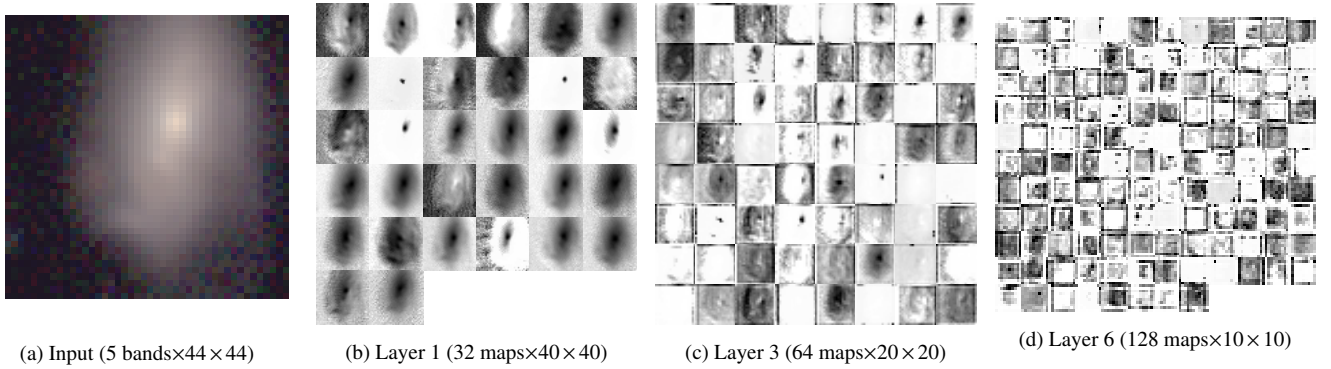 (a) Input (5 bands×44×44)
(b) Layer 1 (32 maps×40×40)
(c) Layer 3 (64 maps×20×20)
(d) Layer 6 (128 maps×10×10)